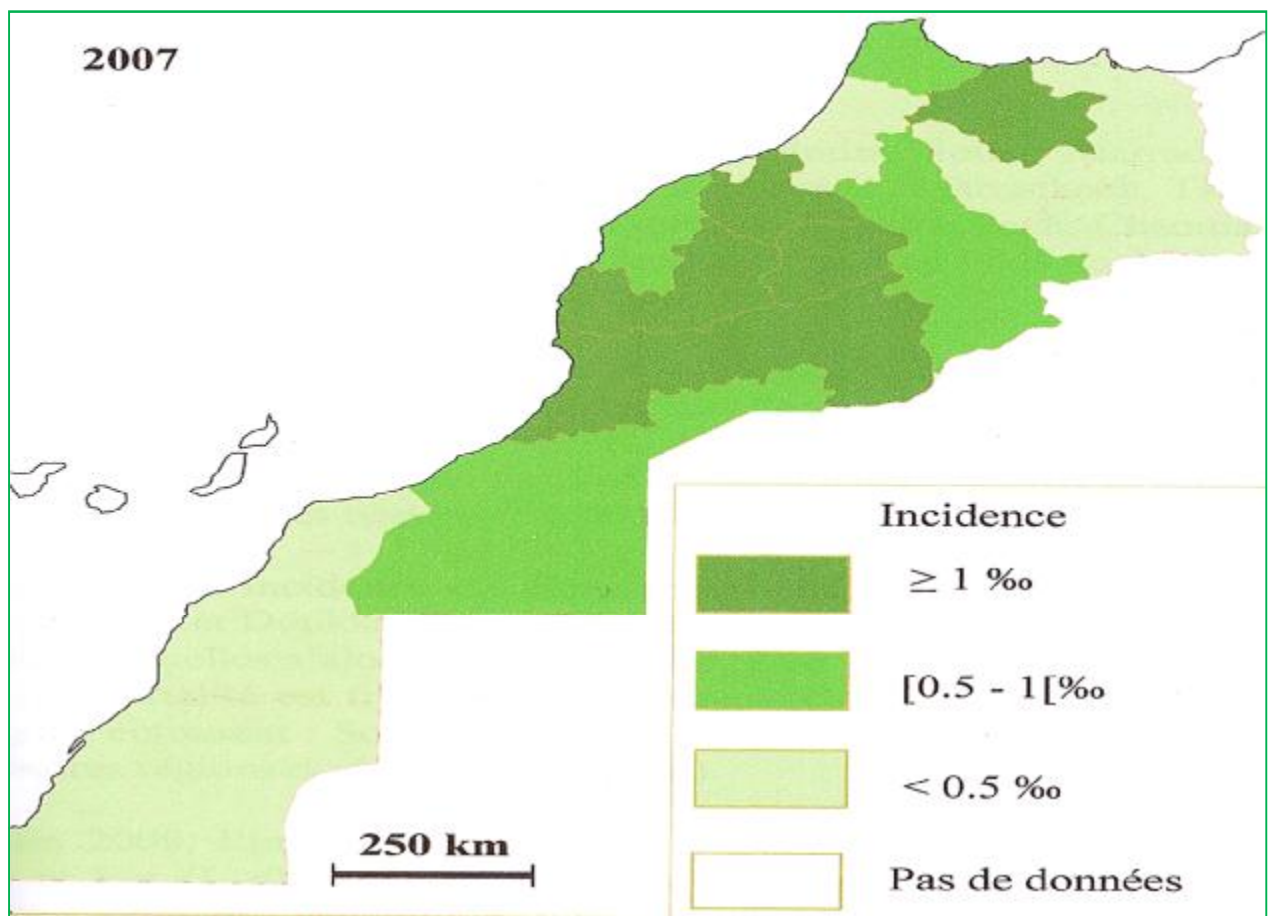 2007
Incidence
≥ 1 ‰
[0.5 - 1[‰
< 0.5 ‰
Pas de données
250 km